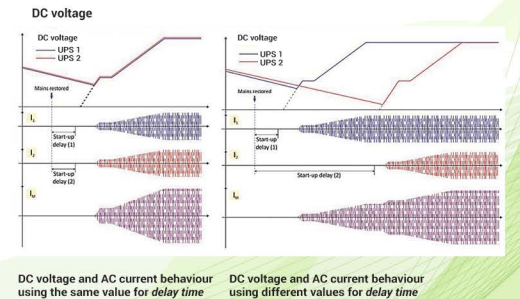 DC voltage
DC voltage
UPS 1
UPS 2
Mains restored
I₁
Start-up
delay (1)
I₂
Start-up
delay (2)
DC voltage
UPS 1
UPS 2
Mains restored
I₁
Start-up
delay (1)
Start-up delay (2)
DC voltage and AC current behaviour
using the same value for delay time
DC voltage and AC current behaviour
using different values for delay time